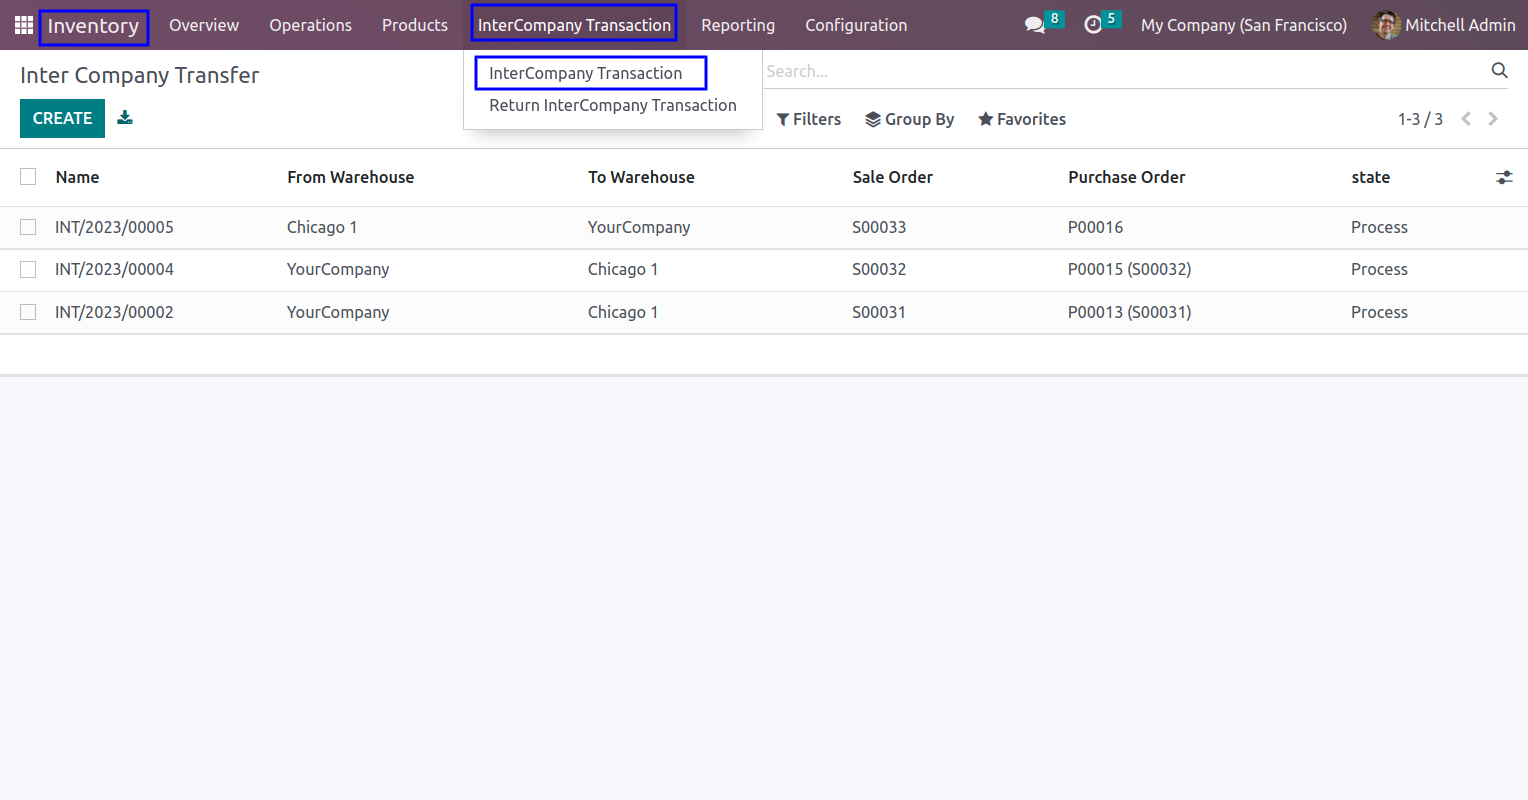 Inventory Overview Operations Products InterCompany Transaction Reporting Configuration 8 5 My Company (San Francisco) Mitchell Admin
Inter Company Transfer
InterCompany Transaction
Return InterCompany Transaction
Search...
CREATE
Filters Group By Favorites 1-3 / 3
Name From Warehouse To Warehouse Sale Order Purchase Order state
INT/2023/00005 Chicago 1 YourCompany S00033 P00016 Process
INT/2023/00004 YourCompany Chicago 1 S00032 P00015 (S00032) Process
INT/2023/00002 YourCompany Chicago 1 S00031 P00013 (S00031) Process